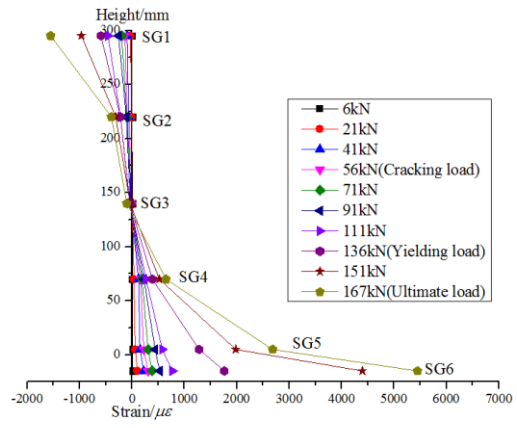 Height/mm
300
250
200
150
100
50
0
SG1
SG2
SG3
SG4
SG5
SG6
6kN
21kN
41kN
56kN(Cracking load)
71kN
91kN
111kN
136kN(Yielding load)
151kN
167kN(Ultimate load)
-2000 -1000 0 1000 2000 3000 4000 5000 6000 7000
Strain/με